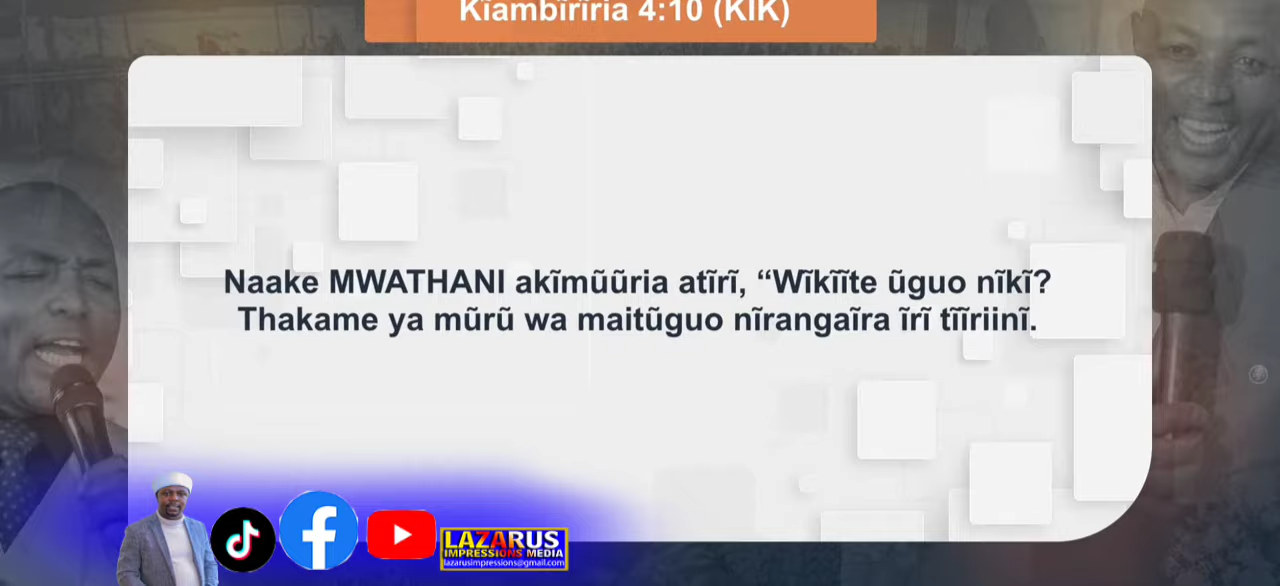 Kĩambĩrĩria 4:10 (KIK)
Naake MWATHANI akĩmũũria atĩrĩ, “Wĩkĩĩte ũguo nĩkĩ?
Thakame ya mũrũ wa maitũguo nĩrangaĩra ĩrĩ tĩĩriinĩ.
LAZARUS
IMPRESSIONS MEDIA
lazarusimpressions@gmail.com